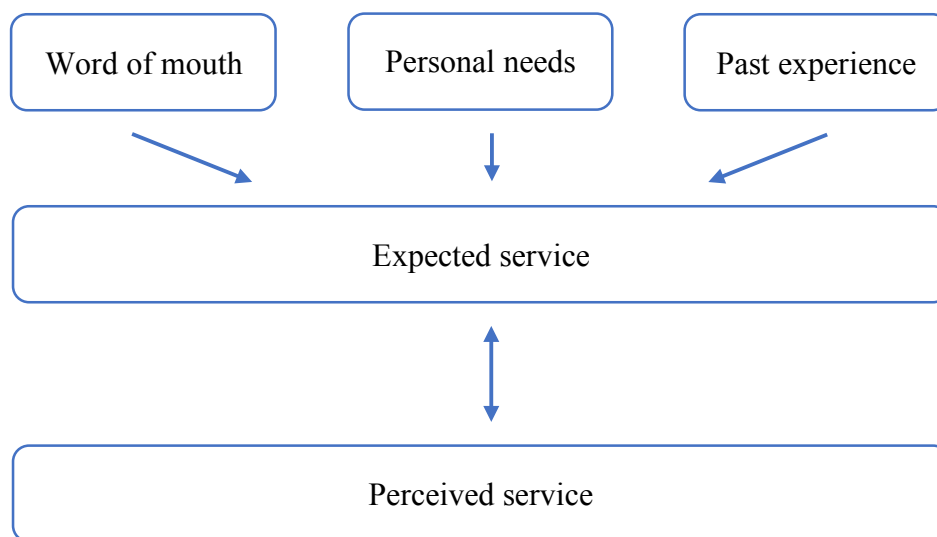 Word of mouth
Personal needs
Past experience
Expected service
Perceived service